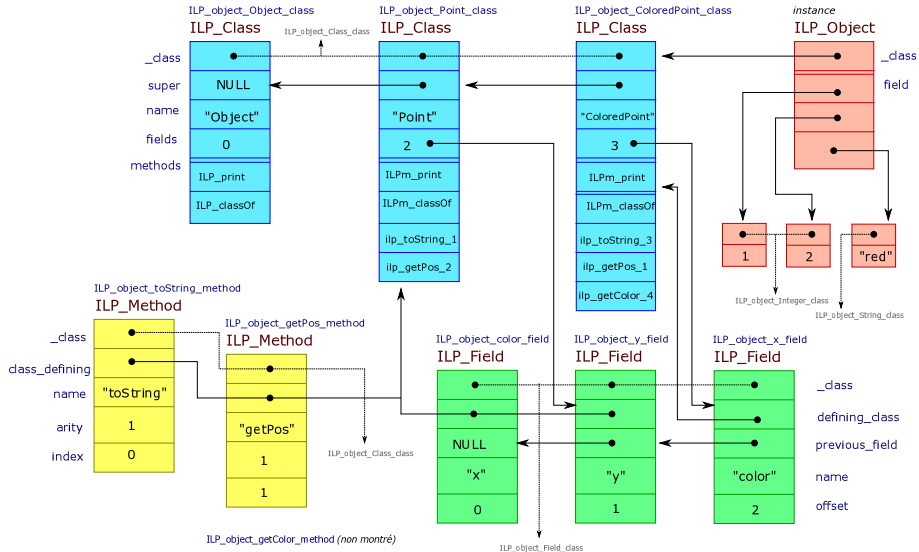 ILP_object_Object_class
ILP_Class
ILP_object_Class_class
ILP_object_Point_class
ILP_Class
ILP_object_ColoredPoint_class
ILP_Class
instance
ILP_Object
_class
super
name
fields
methods
NULL
"Object"
0
ILP_print
ILP_classOf
"Point"
2
ILPm_print
ILPm_classOf
ilp_toString_1
ilp_getPos_2
"ColoredPoint"
3
ILPm_print
ILPm_classOf
ilp_toString_3
ilp_getPos_1
ilp_getColor_4
_class
field
1
2
"red"
ILP_object_Integer_class
ILP_object_String_class
ILP_object_toString_method
ILP_Method
_class
class_defining
name
arity
index
"toString"
1
0
ILP_object_getPos_method
ILP_Method
"getPos"
1
1
ILP_object_Class_class
ILP_object_color_field
ILP_Field
NULL
"x"
0
ILP_object_y_field
ILP_Field
"y"
1
ILP_object_x_field
ILP_Field
"color"
2
_class
defining_class
previous_field
name
offset
ILP_object_getColor_method (non montré)
ILP_object_Field_class